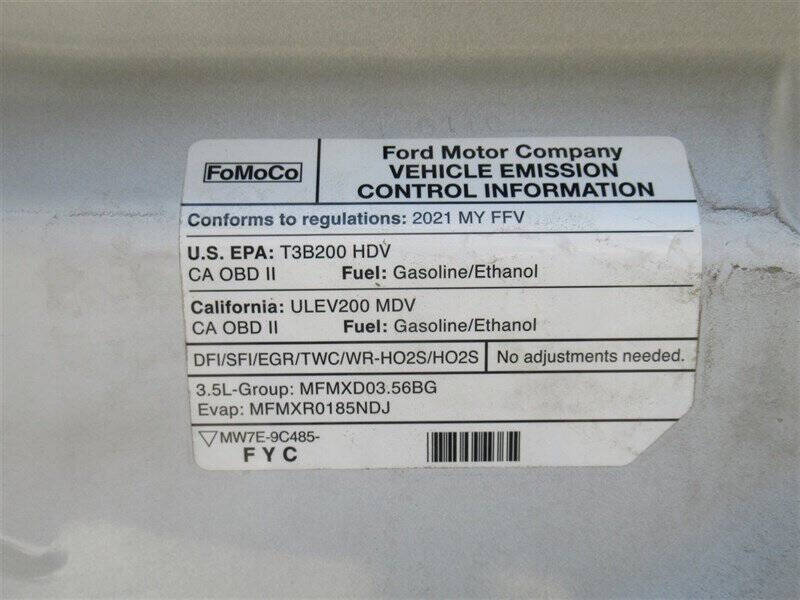 FoMoCo
Ford Motor Company
VEHICLE EMISSION
CONTROL INFORMATION
Conforms to regulations: 2021 MY FFV
U.S. EPA: T3B200 HDV
CA OBD II Fuel: Gasoline/Ethanol
California: ULEV200 MDV
CA OBD II Fuel: Gasoline/Ethanol
DFI/SFI/EGR/TWC/WR-HO2S/HO2S No adjustments needed.
3.5L-Group: MFMXD03.56BG
Evap: MFMXR0185NDJ
MW7E-9C485-
F Y C